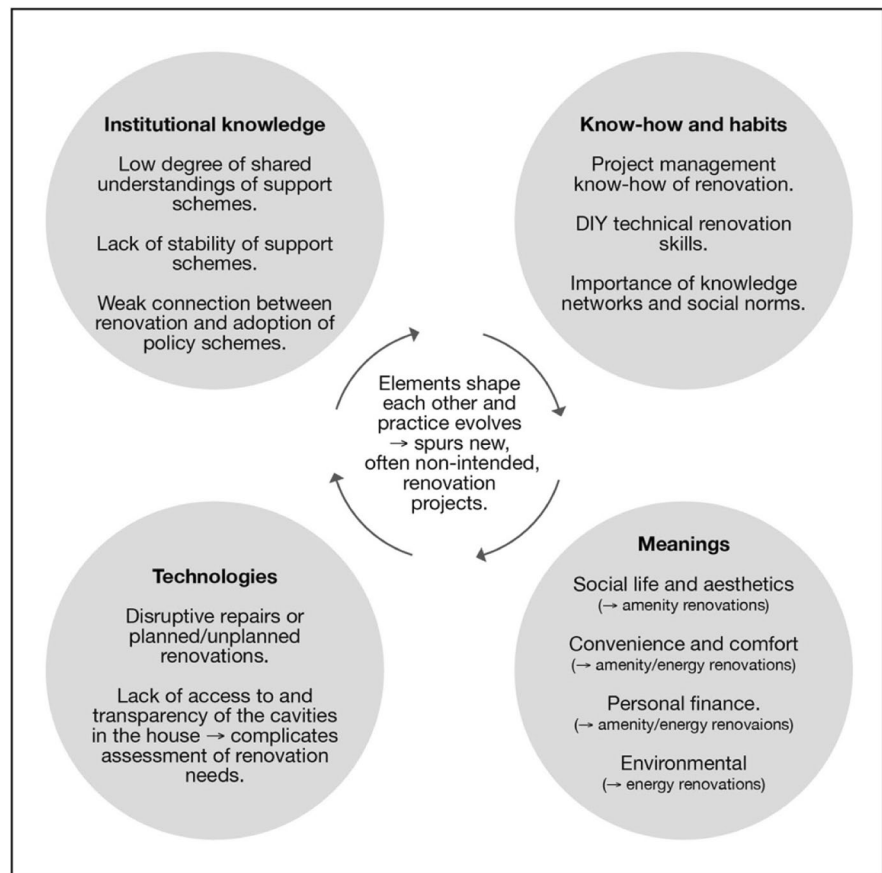 Institutional knowledge
Low degree of shared
understandings of support
schemes.
Lack of stability of support
schemes.
Weak connection between
renovation and adoption of
policy schemes.
Know-how and habits
Project management
know-how of renovation.
DIY technical renovation
skills.
Importance of knowledge
networks and social norms.
Elements shape
each other and
practice evolves
→ spurs new,
often non-intended,
renovation
projects.
Technologies
Disruptive repairs or
planned/unplanned
renovations.
Lack of access to and
transparency of the cavities
in the house → complicates
assessment of renovation
needs.
Meanings
Social life and aesthetics
(→ amenity renovations)
Convenience and comfort
(→ amenity/energy renovations)
Personal finance.
(→ amenity/energy renovaions)
Environmental
(→ energy renovations)